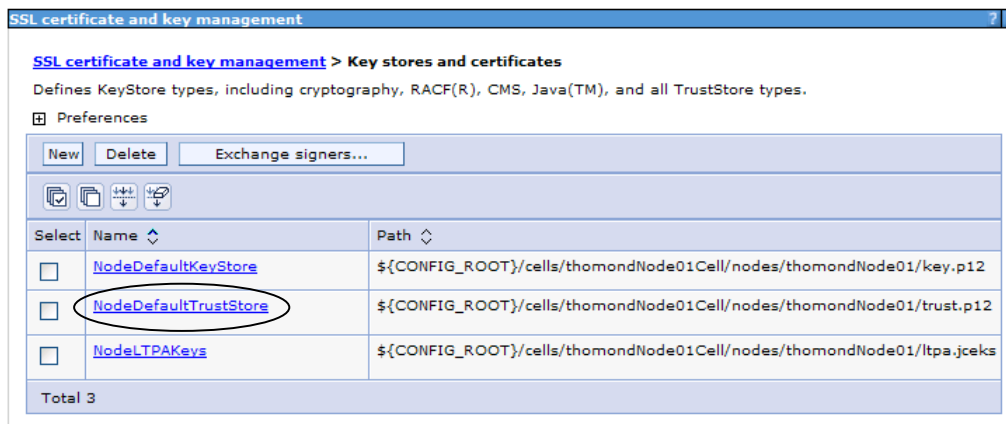 SSL certificate and key management ?
SSL certificate and key management > Key stores and certificates
Defines KeyStore types, including cryptography, RACF(R), CMS, Java(TM), and all TrustStore types.
Preferences
New Delete Exchange signers...
Select Name Path
NodeDefaultKeyStore ${CONFIG_ROOT}/cells/thomondNode01Cell/nodes/thomondNode01/key.p12
NodeDefaultTrustStore ${CONFIG_ROOT}/cells/thomondNode01Cell/nodes/thomondNode01/trust.p12
NodeLTPAKeys ${CONFIG_ROOT}/cells/thomondNode01Cell/nodes/thomondNode01/ltpa.jceks
Total 3